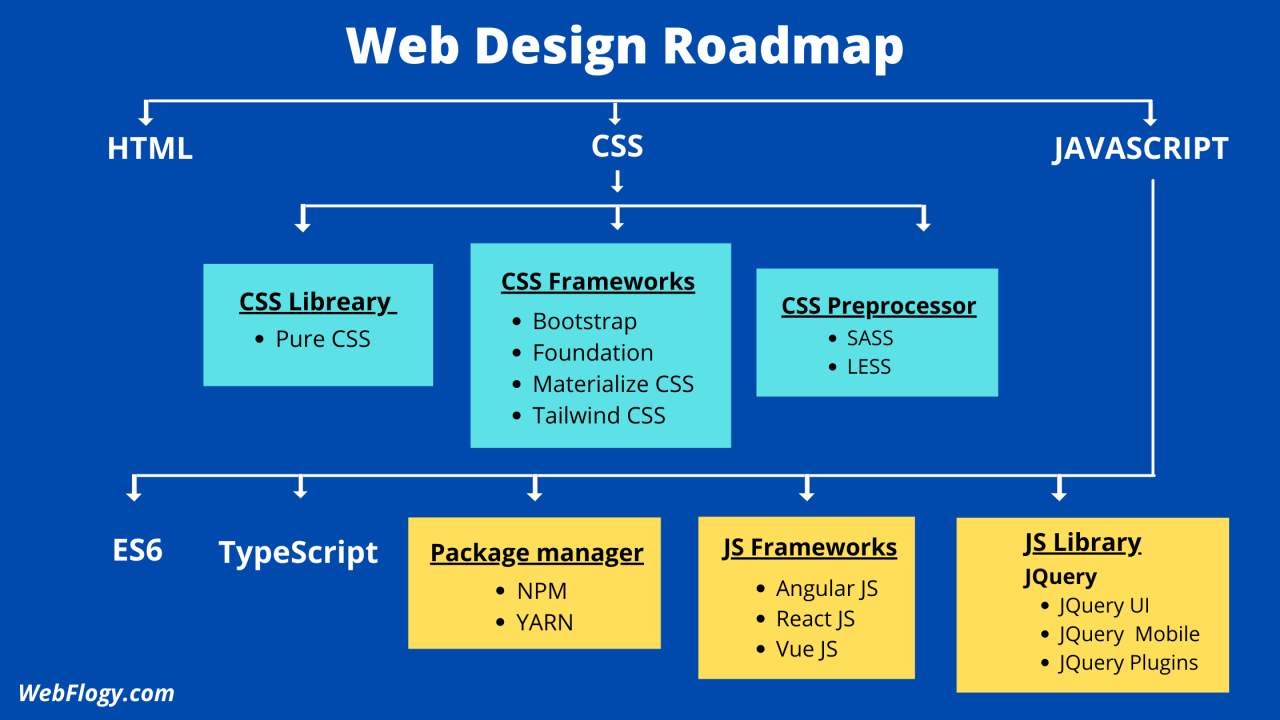 Web Design Roadmap
HTML
CSS
JAVASCRIPT
CSS Libreary
• Pure CSS
CSS Frameworks
• Bootstrap
• Foundation
• Materialize CSS
• Tailwind CSS
CSS Preprocessor
• SASS
• LESS
ES6
TypeScript
Package manager
• NPM
• YARN
JS Frameworks
• Angular JS
• React JS
• Vue JS
JS Library
JQuery
• JQuery UI
• JQuery Mobile
• JQuery Plugins
WebFlogy.com